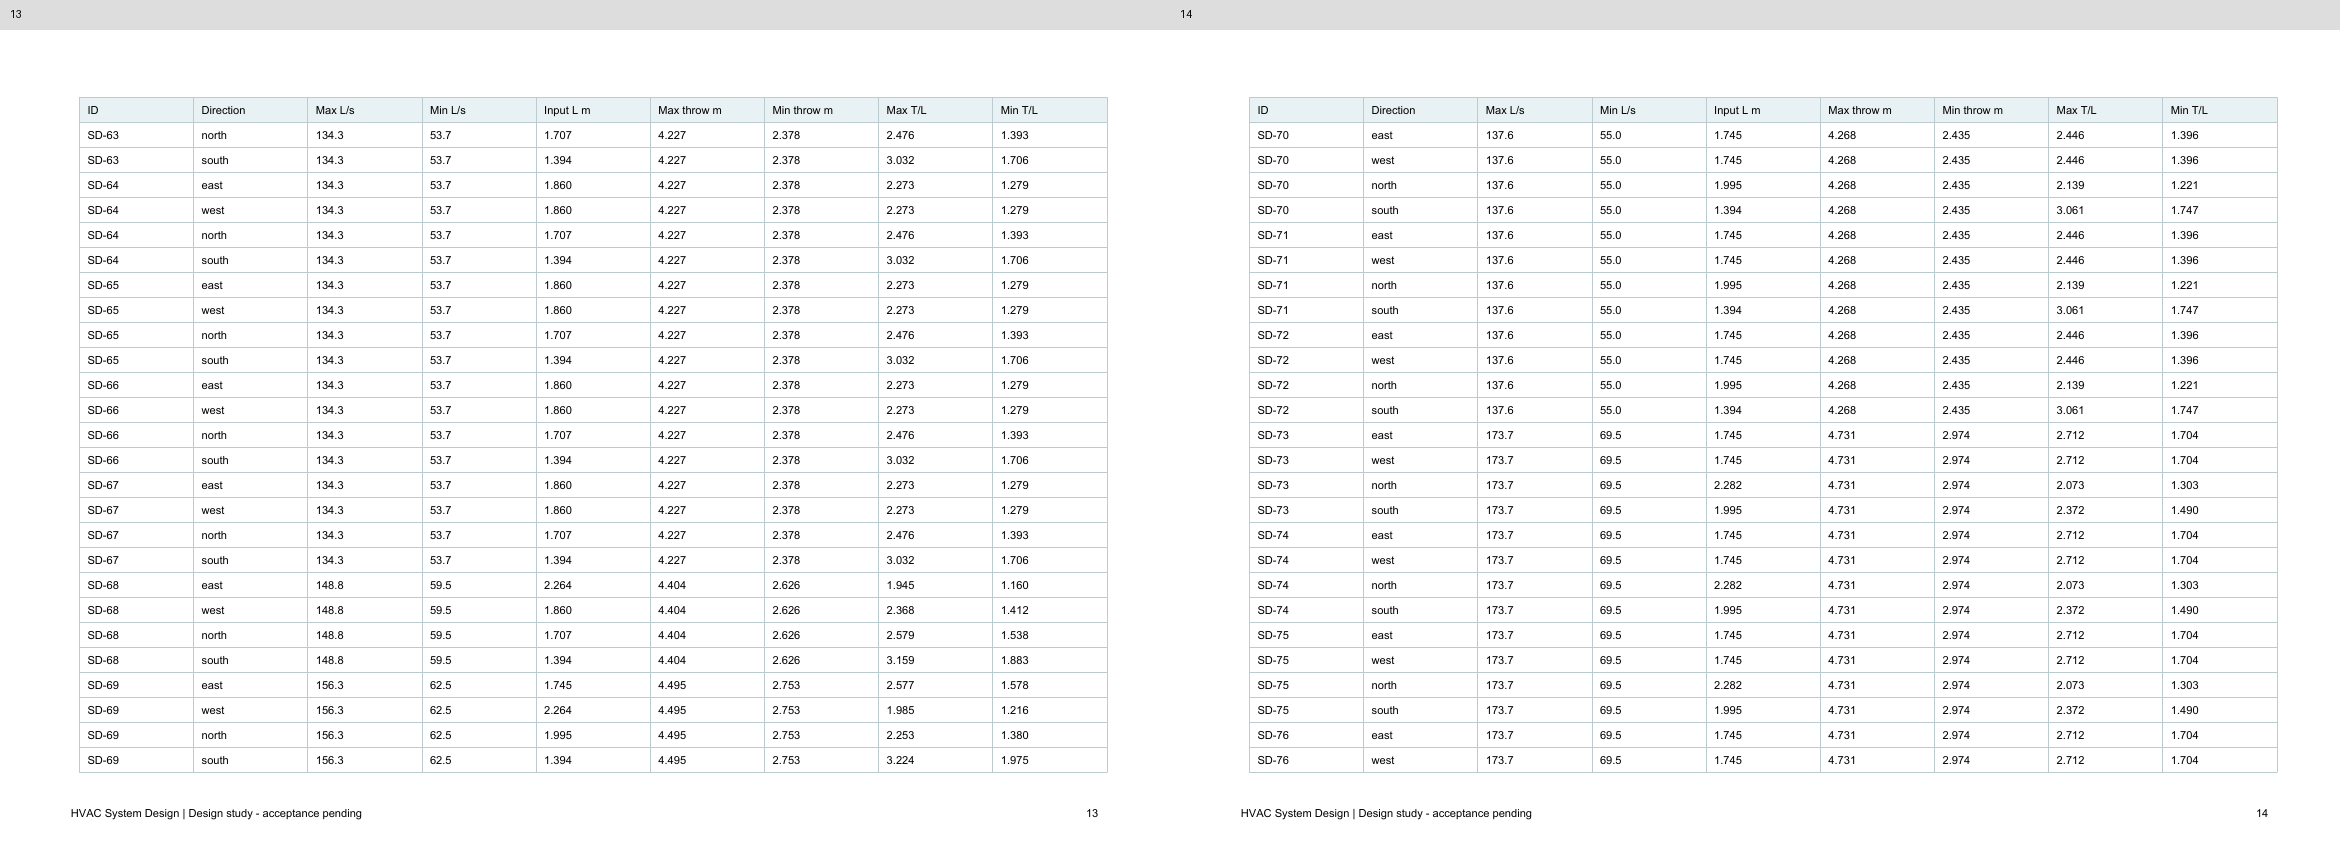 13
ID Direction Max L/s Min L/s Input L m Max throw m Min throw m Max T/L Min T/L
SD-63 north 134.3 53.7 1.707 4.227 2.378 2.476 1.393
SD-63 south 134.3 53.7 1.394 4.227 2.378 3.032 1.706
SD-64 east 134.3 53.7 1.860 4.227 2.378 2.273 1.279
SD-64 west 134.3 53.7 1.860 4.227 2.378 2.273 1.279
SD-64 north 134.3 53.7 1.707 4.227 2.378 2.476 1.393
SD-64 south 134.3 53.7 1.394 4.227 2.378 3.032 1.706
SD-65 east 134.3 53.7 1.860 4.227 2.378 2.273 1.279
SD-65 west 134.3 53.7 1.860 4.227 2.378 2.273 1.279
SD-65 north 134.3 53.7 1.707 4.227 2.378 2.476 1.393
SD-65 south 134.3 53.7 1.394 4.227 2.378 3.032 1.706
SD-66 east 134.3 53.7 1.860 4.227 2.378 2.273 1.279
SD-66 west 134.3 53.7 1.860 4.227 2.378 2.273 1.279
SD-66 north 134.3 53.7 1.707 4.227 2.378 2.476 1.393
SD-66 south 134.3 53.7 1.394 4.227 2.378 3.032 1.706
SD-67 east 134.3 53.7 1.860 4.227 2.378 2.273 1.279
SD-67 west 134.3 53.7 1.860 4.227 2.378 2.273 1.279
SD-67 north 134.3 53.7 1.707 4.227 2.378 2.476 1.393
SD-67 south 134.3 53.7 1.394 4.227 2.378 3.032 1.706
SD-68 east 148.8 59.5 2.264 4.404 2.626 1.945 1.160
SD-68 west 148.8 59.5 1.860 4.404 2.626 2.368 1.412
SD-68 north 148.8 59.5 1.707 4.404 2.626 2.579 1.538
SD-68 south 148.8 59.5 1.394 4.404 2.626 3.159 1.883
SD-69 east 156.3 62.5 1.745 4.495 2.753 2.577 1.578
SD-69 west 156.3 62.5 2.264 4.495 2.753 1.985 1.216
SD-69 north 156.3 62.5 1.995 4.495 2.753 2.253 1.380
SD-69 south 156.3 62.5 1.394 4.495 2.753 3.224 1.975
HVAC System Design | Design study - acceptance pending 13
14
ID Direction Max L/s Min L/s Input L m Max throw m Min throw m Max T/L Min T/L
SD-70 east 137.6 55.0 1.745 4.268 2.435 2.446 1.396
SD-70 west 137.6 55.0 1.745 4.268 2.435 2.446 1.396
SD-70 north 137.6 55.0 1.995 4.268 2.435 2.139 1.221
SD-70 south 137.6 55.0 1.394 4.268 2.435 3.061 1.747
SD-71 east 137.6 55.0 1.745 4.268 2.435 2.446 1.396
SD-71 west 137.6 55.0 1.745 4.268 2.435 2.446 1.396
SD-71 north 137.6 55.0 1.995 4.268 2.435 2.139 1.221
SD-71 south 137.6 55.0 1.394 4.268 2.435 3.061 1.747
SD-72 east 137.6 55.0 1.745 4.268 2.435 2.446 1.396
SD-72 west 137.6 55.0 1.745 4.268 2.435 2.446 1.396
SD-72 north 137.6 55.0 1.995 4.268 2.435 2.139 1.221
SD-72 south 137.6 55.0 1.394 4.268 2.435 3.061 1.747
SD-73 east 173.7 69.5 1.745 4.731 2.974 2.712 1.704
SD-73 west 173.7 69.5 1.745 4.731 2.974 2.712 1.704
SD-73 north 173.7 69.5 2.282 4.731 2.974 2.073 1.303
SD-73 south 173.7 69.5 1.995 4.731 2.974 2.372 1.490
SD-74 east 173.7 69.5 1.745 4.731 2.974 2.712 1.704
SD-74 west 173.7 69.5 1.745 4.731 2.974 2.712 1.704
SD-74 north 173.7 69.5 2.282 4.731 2.974 2.073 1.303
SD-74 south 173.7 69.5 1.995 4.731 2.974 2.372 1.490
SD-75 east 173.7 69.5 1.745 4.731 2.974 2.712 1.704
SD-75 west 173.7 69.5 1.745 4.731 2.974 2.712 1.704
SD-75 north 173.7 69.5 2.282 4.731 2.974 2.073 1.303
SD-75 south 173.7 69.5 1.995 4.731 2.974 2.372 1.490
SD-76 east 173.7 69.5 1.745 4.731 2.974 2.712 1.704
SD-76 west 173.7 69.5 1.745 4.731 2.974 2.712 1.704
HVAC System Design | Design study - acceptance pending 14